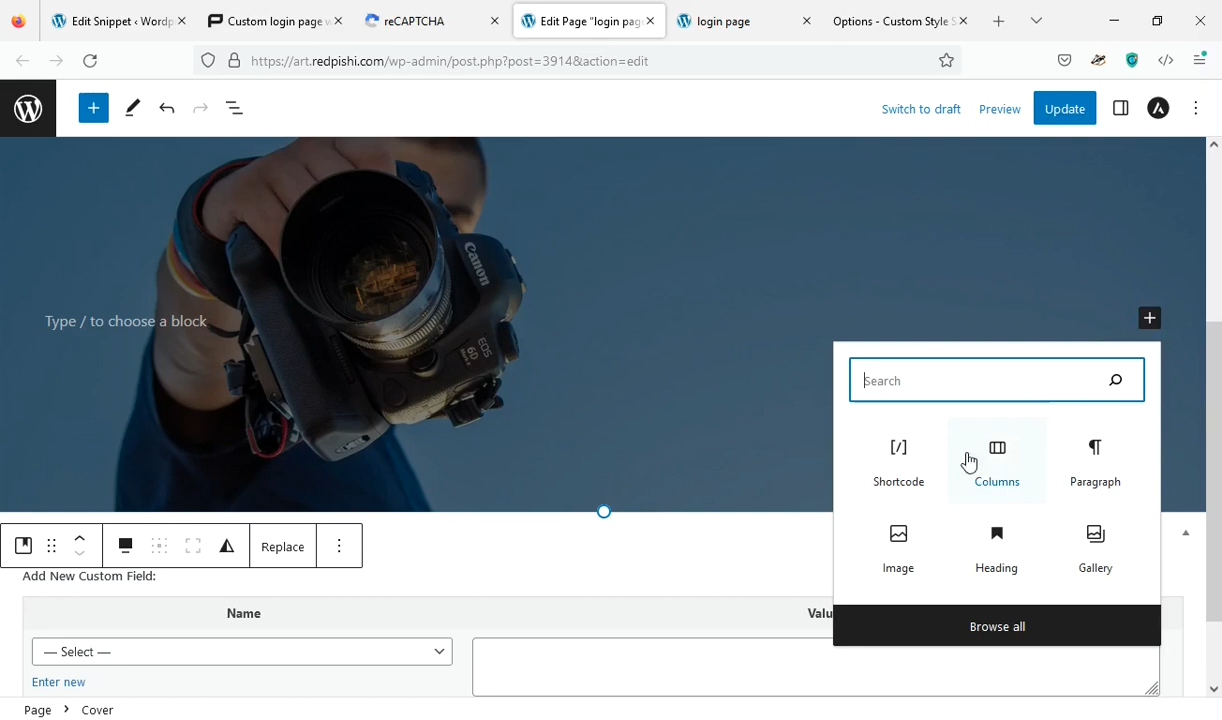 Edit Snippet ‹ Wordp
Custom login page w
reCAPTCHA
Edit Page "login pag
login page
Options - Custom Style S
https://art.redpishi.com/wp-admin/post.php?post=3914&action=edit
Switch to draft
Preview
Update
Canon
EOS
6D
Type / to choose a block
Search
[/]
Shortcode
Columns
Paragraph
Image
Heading
Gallery
Browse all
Replace
Add New Custom Field:
Name
Valu
— Select —
Enter new
Page
Cover